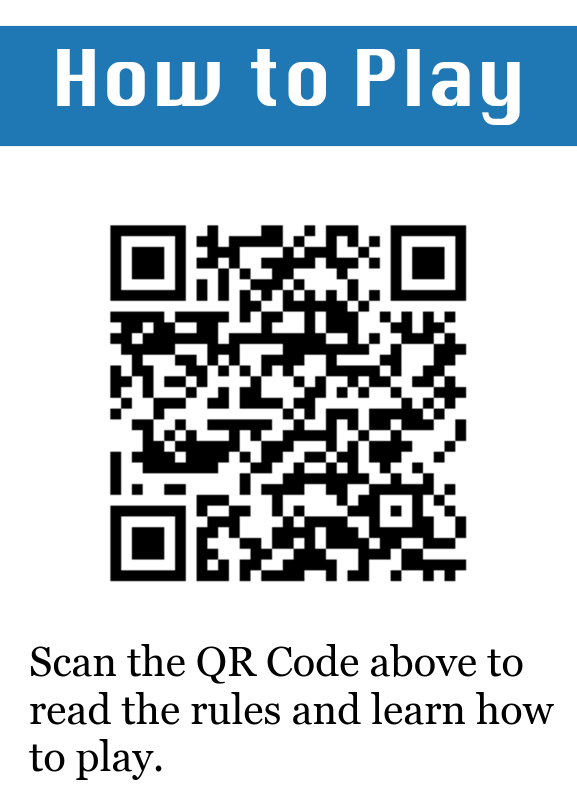 How to Play
Scan the QR Code above to
read the rules and learn how
to play.